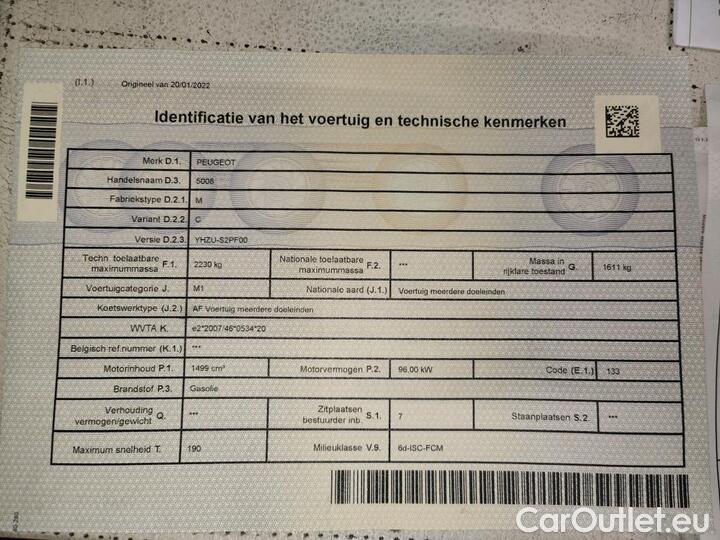 (I.1.) Origineel van 20/01/2022
Identificatie van het voertuig en technische kenmerken
Merk D.1. PEUGEOT
Handelsnaam D.3. 5008
Fabriekstype D.2.1. M
Variant D.2.2. C
Versie D.2.3. YHZU-S2PF00
Techn. toelaatbare maximummassa F.1. 2230 kg Nationale toelaatbare maximummassa F.2. *** Massa in rijklare toestand G. 1611 kg
Voertuigcategorie J. M1 Nationale aard (J.1.) Voertuig meerdere doeleinden
Koetswerktype (J.2.) AF Voertuig meerdere doeleinden
WVTA K. e2*2007/46*0534*20
Belgisch ref.nummer (K.1.) ***
Motorinhoud P.1. 1499 cm³ Motorvermogen P.2. 96,00 kW Code (E.1.) 133
Brandstof P.3. Gasolie
Verhouding vermogen/gewicht Q. *** Zitplaatsen bestuurder inb. S.1. 7 Staanplaatsen S.2. ***
Maximum snelheid T. 190 Milieuklasse V.9. 6d-ISC-FCM
CarOutlet.eu